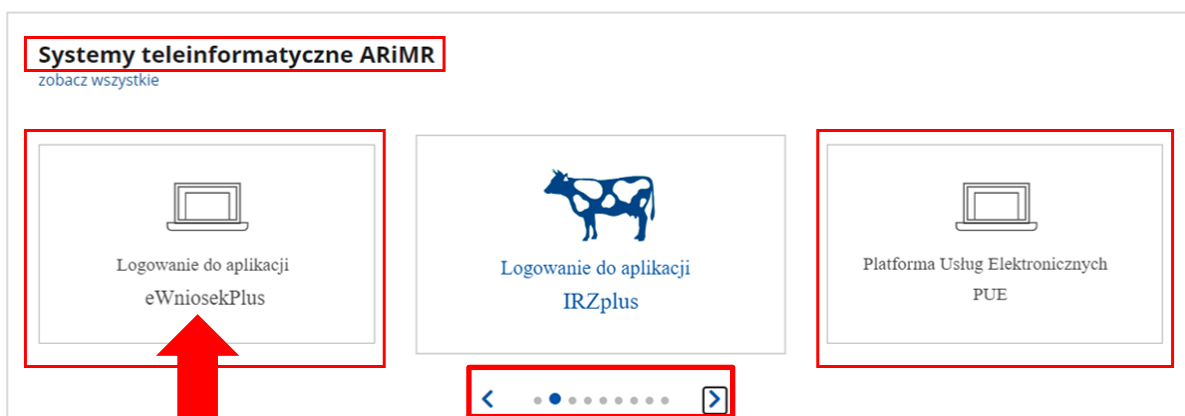 Systemy teleinformatyczne ARiMR
zobacz wszystkie
Logowanie do aplikacji
eWniosekPlus
Logowanie do aplikacji
IRZplus
Platforma Usług Elektronicznych
PUE